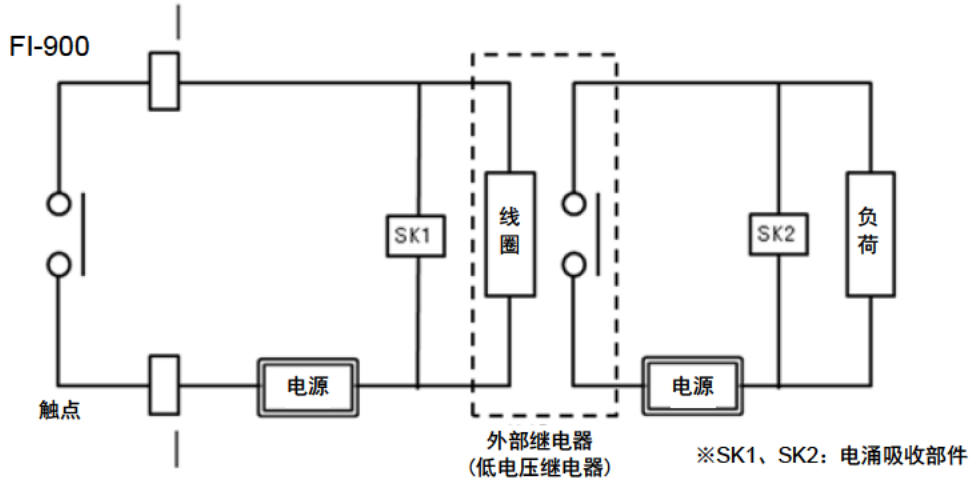 FI-900
SK1
线
圈
SK2
负
荷
电源
电源
触点
外部继电器
(低电压继电器)
※SK1、SK2：电涌吸收部件